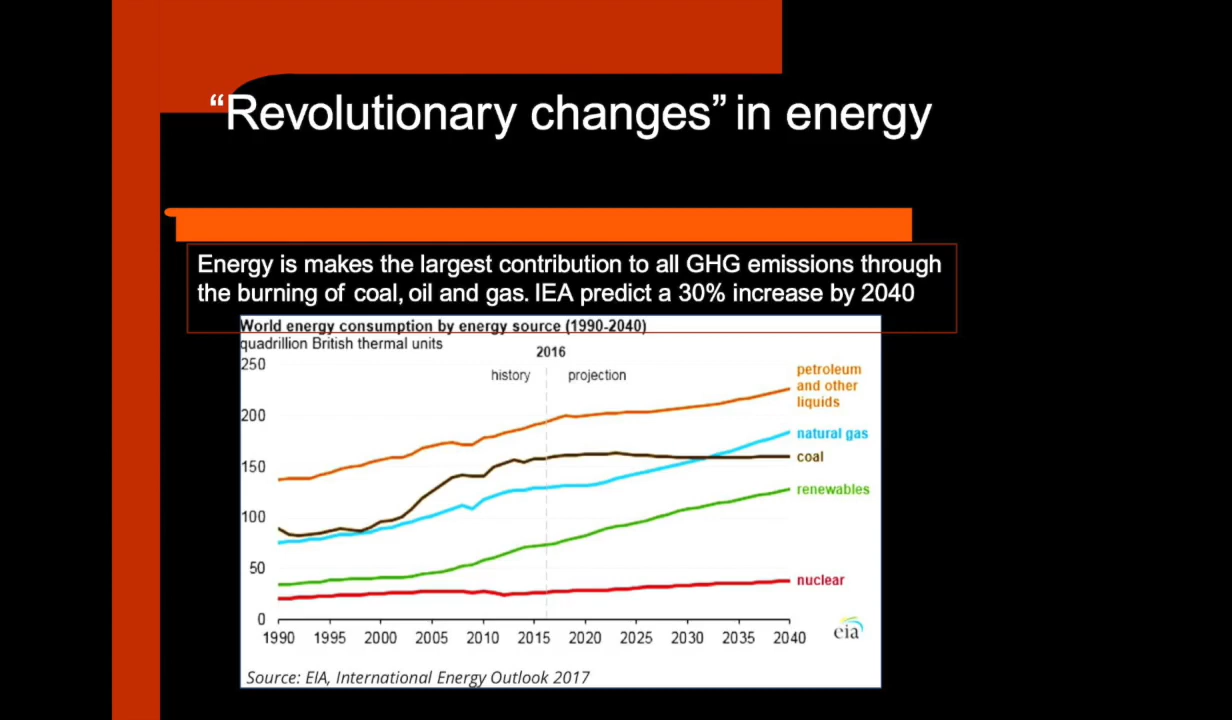 “Revolutionary changes” in energy
Energy is makes the largest contribution to all GHG emissions through
the burning of coal, oil and gas. IEA predict a 30% increase by 2040
World energy consumption by energy source (1990-2040)
quadrillion British thermal units
2016
history projection
250
200
150
100
50
0
petroleum
and other
liquids
natural gas
coal
renewables
nuclear
1990 1995 2000 2005 2010 2015 2020 2025 2030 2035 2040
eia
Source: EIA, International Energy Outlook 2017